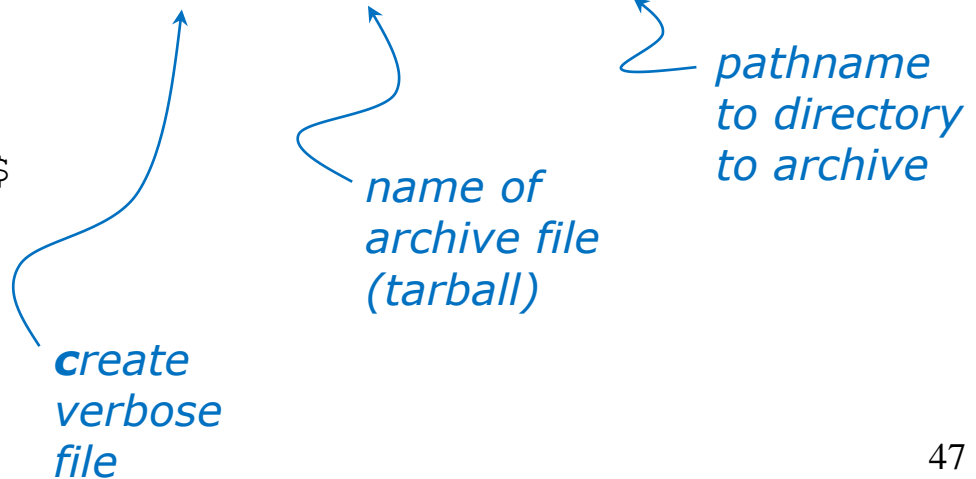 pathname
to directory
to archive
$
name of
archive file
(tarball)
create
verbose
file
47